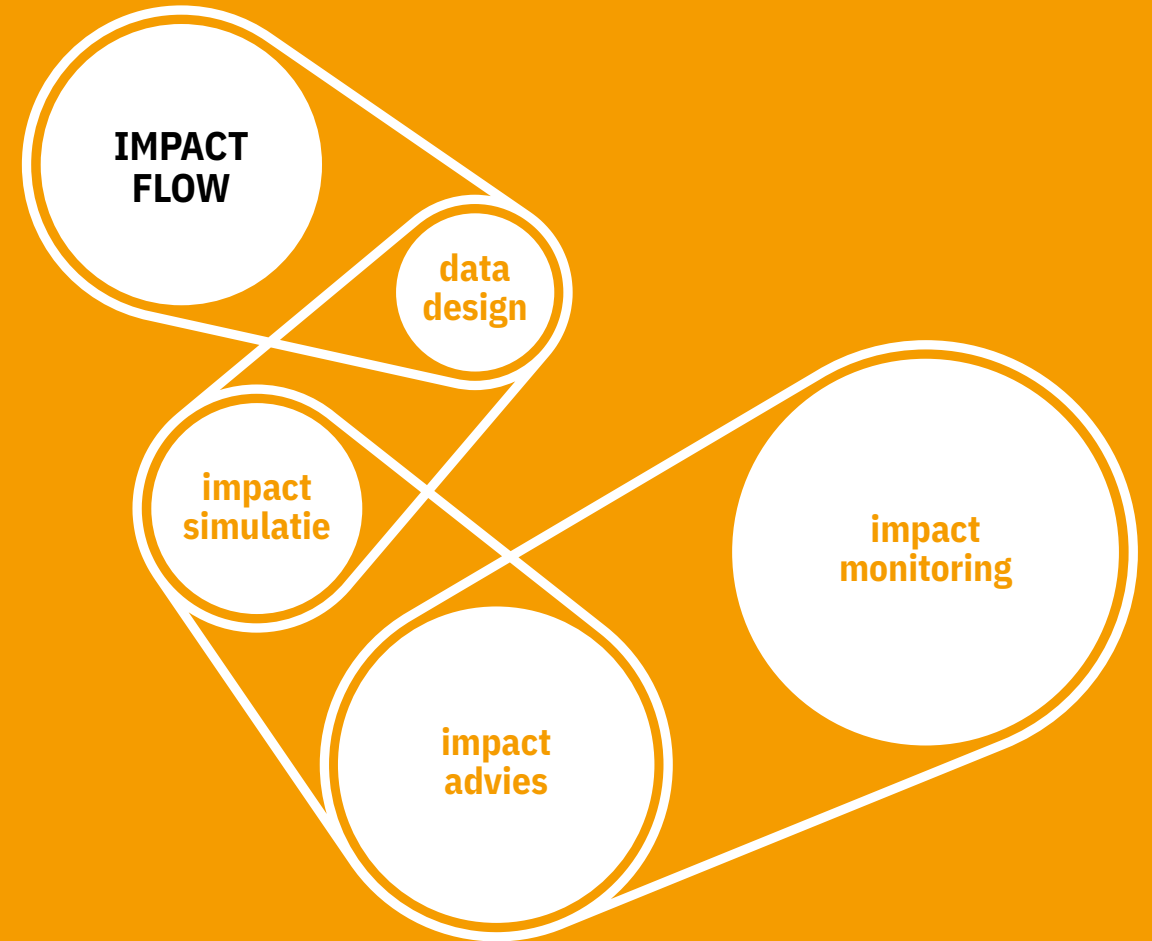 IMPACT
FLOW
data
design
impact
simulatie
impact
monitoring
impact
advies